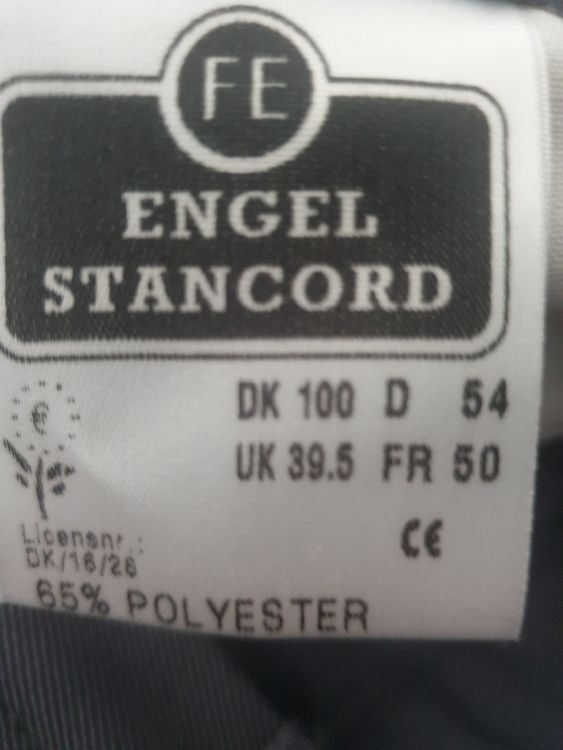 FE
ENGEL
STANCORD
DK 100 D 54
UK 39.5 FR 50
CE
Licensnr.:
DK/16/26
65% POLYESTER